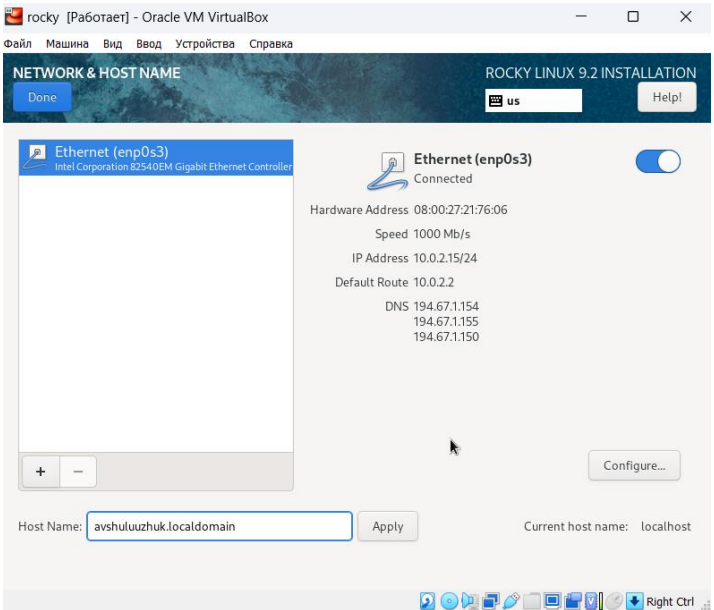 rocky [Работает] - Oracle VM VirtualBox
Файл Машина Вид Ввод Устройства Справка
NETWORK & HOST NAME
ROCKY LINUX 9.2 INSTALLATION
Done
us
Help!
Ethernet (enp0s3)
Intel Corporation 82540EM Gigabit Ethernet Controller
Ethernet (enp0s3)
Connected
Hardware Address 08:00:27:21:76:06
Speed 1000 Mb/s
IP Address 10.0.2.15/24
Default Route 10.0.2.2
DNS 194.67.1.154
194.67.1.155
194.67.1.150
+ −
Configure...
Host Name: avshuluuzhuk.localdomain Apply Current host name: localhost
Right Ctrl